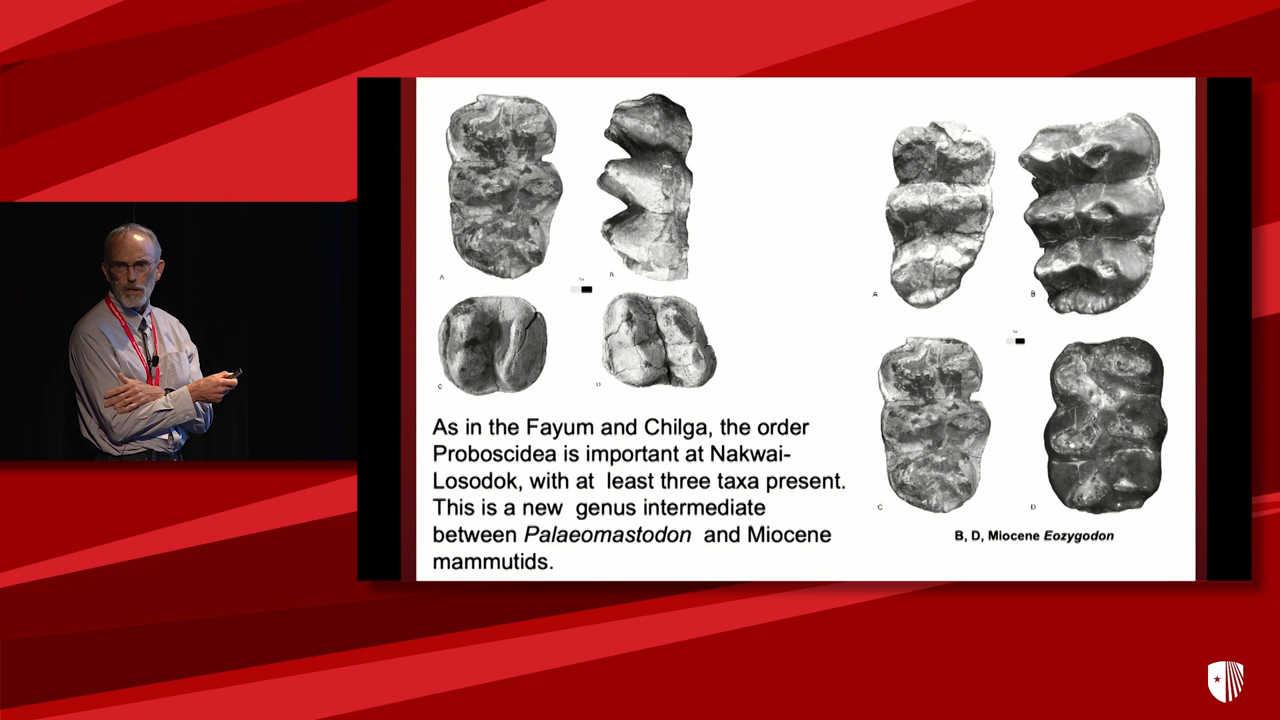 A
B
C
D
As in the Fayum and Chilga, the order
Proboscidea is important at Nakwai-
Losodok, with at least three taxa present.
This is a new genus intermediate
between Palaeomastodon and Miocene
mammutids.
A
B
C
D
B, D, Miocene Eozygodon